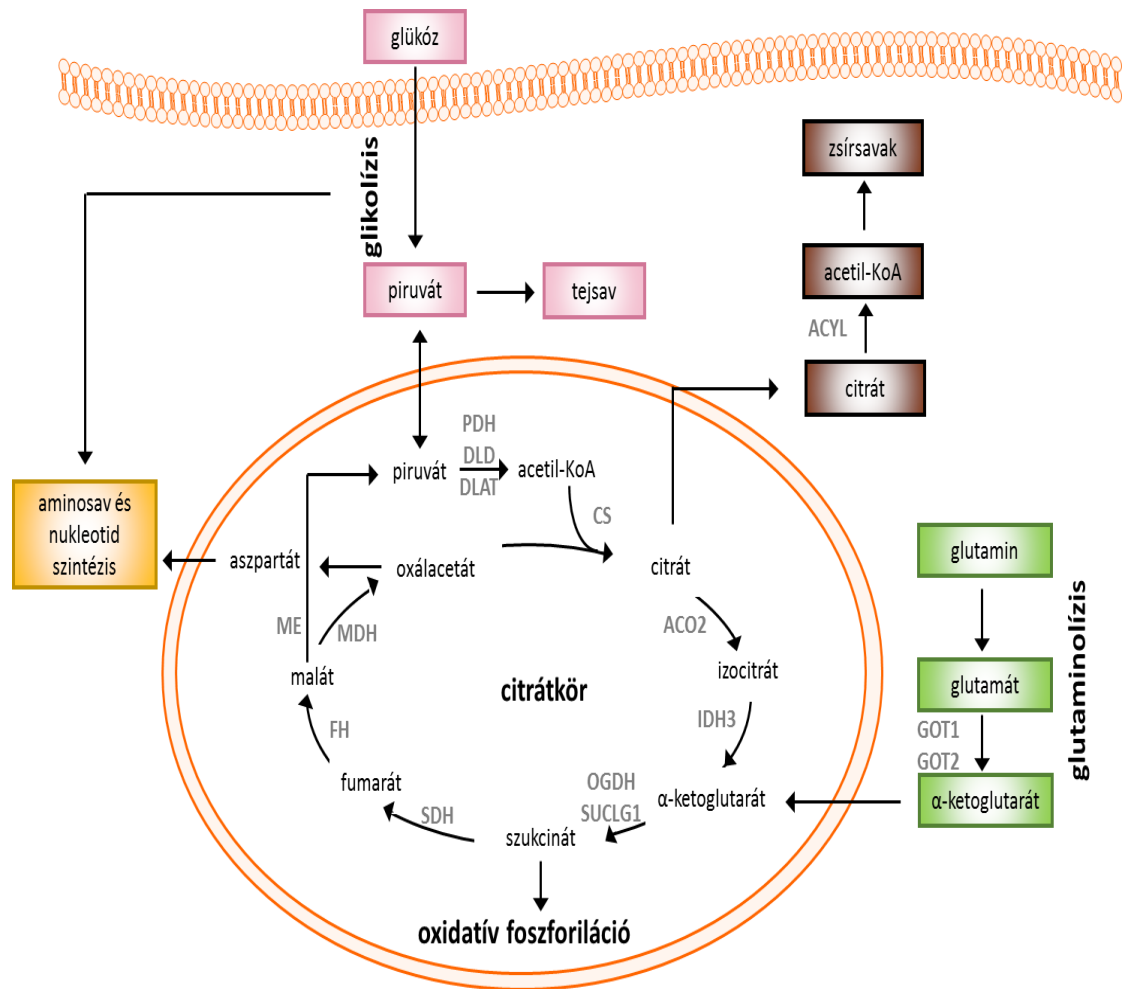 glükóz
glikolízis
zsírsavak
piruvát
tejsav
acetil-KoA
ACYL
citrát
PDH
DLD
DLAT
piruvát
acetil-KoA
CS
aminosav és
nukleotid
szintézis
aszpartát
oxálacetát
citrát
glutamin
ME
MDH
ACO2
malát
citrátkör
izocitrát
glutamát
glutaminolízis
FH
IDH3
GOT1
GOT2
fumarát
OGDH
SUCLG1
α-ketoglutarát
α-ketoglutarát
SDH
szukcinát
oxidatív foszforiláció